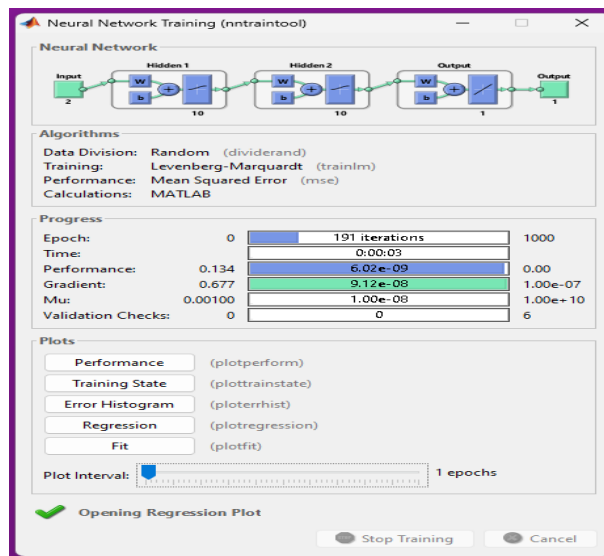 Neural Network Training (nntraintool)
Neural Network
Hidden 1 Hidden 2 Output
Input Output
W W W
b b b
2 10 10 1 1
Algorithms
Data Division: Random (dividerand)
Training: Levenberg-Marquardt (trainlm)
Performance: Mean Squared Error (mse)
Calculations: MATLAB
Progress
Epoch: 0 191 iterations 1000
Time: 0:00:03
Performance: 0.134 6.02e-09 0.00
Gradient: 0.677 9.12e-08 1.00e-07
Mu: 0.00100 1.00e-08 1.00e+10
Validation Checks: 0 0 6
Plots
Performance (plotperform)
Training State (plottrainstate)
Error Histogram (ploterrhist)
Regression (plotregression)
Fit (plotfit)
Plot Interval: 1 epochs
Opening Regression Plot
Stop Training Cancel